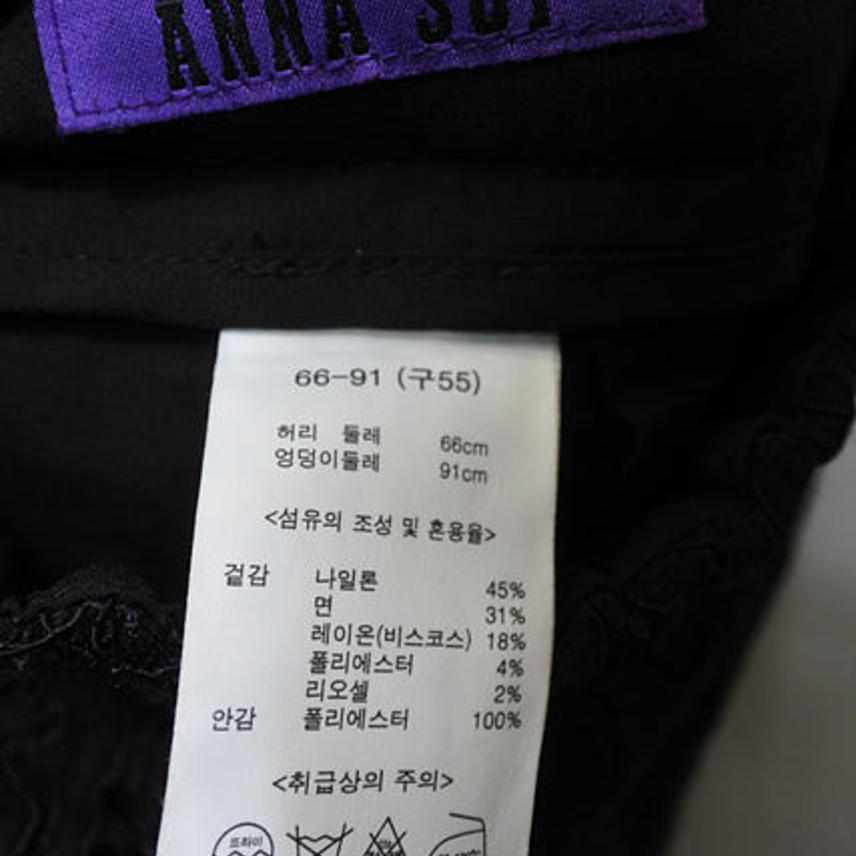 ANNA SUI
66-91 (구55)
허리 둘레 66cm
엉덩이둘레 91cm
<섬유의 조성 및 혼용율>
겉감 나일론 45%
면 31%
레이온(비스코스) 18%
폴리에스터 4%
리오셀 2%
안감 폴리에스터 100%
<취급상의 주의>
드라이